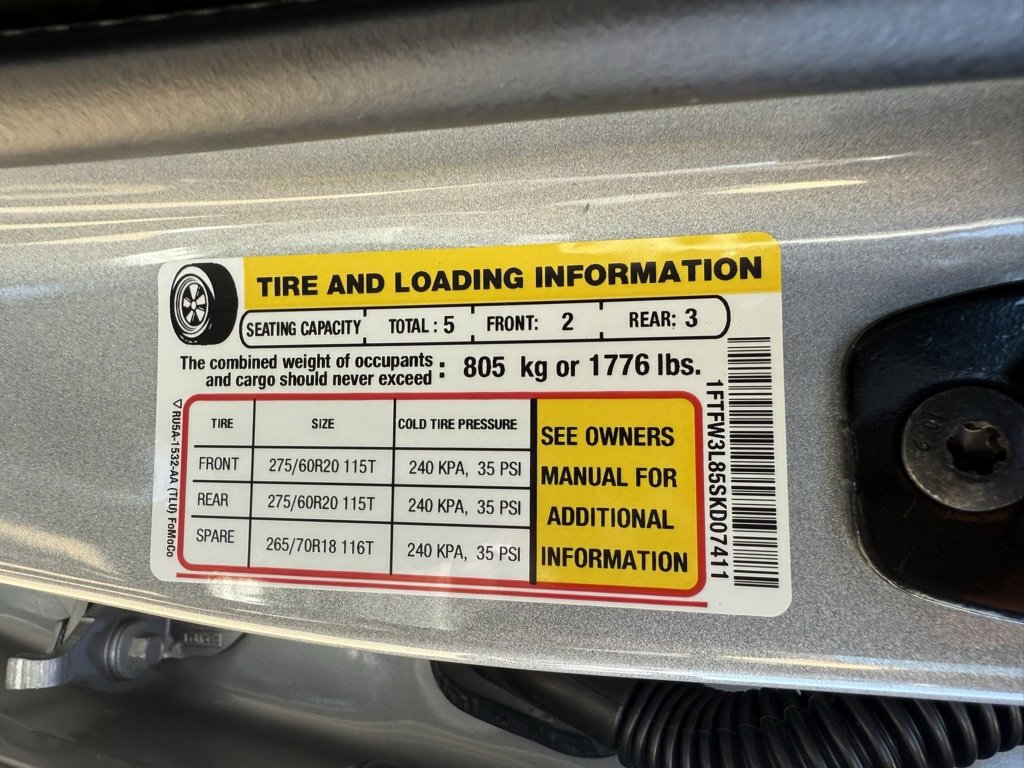 TIRE AND LOADING INFORMATION
SEATING CAPACITY TOTAL : 5 FRONT: 2 REAR: 3
The combined weight of occupants
and cargo should never exceed : 805 kg or 1776 lbs.
TIRE SIZE COLD TIRE PRESSURE
FRONT 275/60R20 115T 240 KPA, 35 PSI
REAR 275/60R20 115T 240 KPA, 35 PSI
SPARE 265/70R18 116T 240 KPA, 35 PSI
SEE OWNERS
MANUAL FOR
ADDITIONAL
INFORMATION
1FTFW3L85SKD07411
▽RU5A-1532-AA (TLU) FoMoCo
10.9